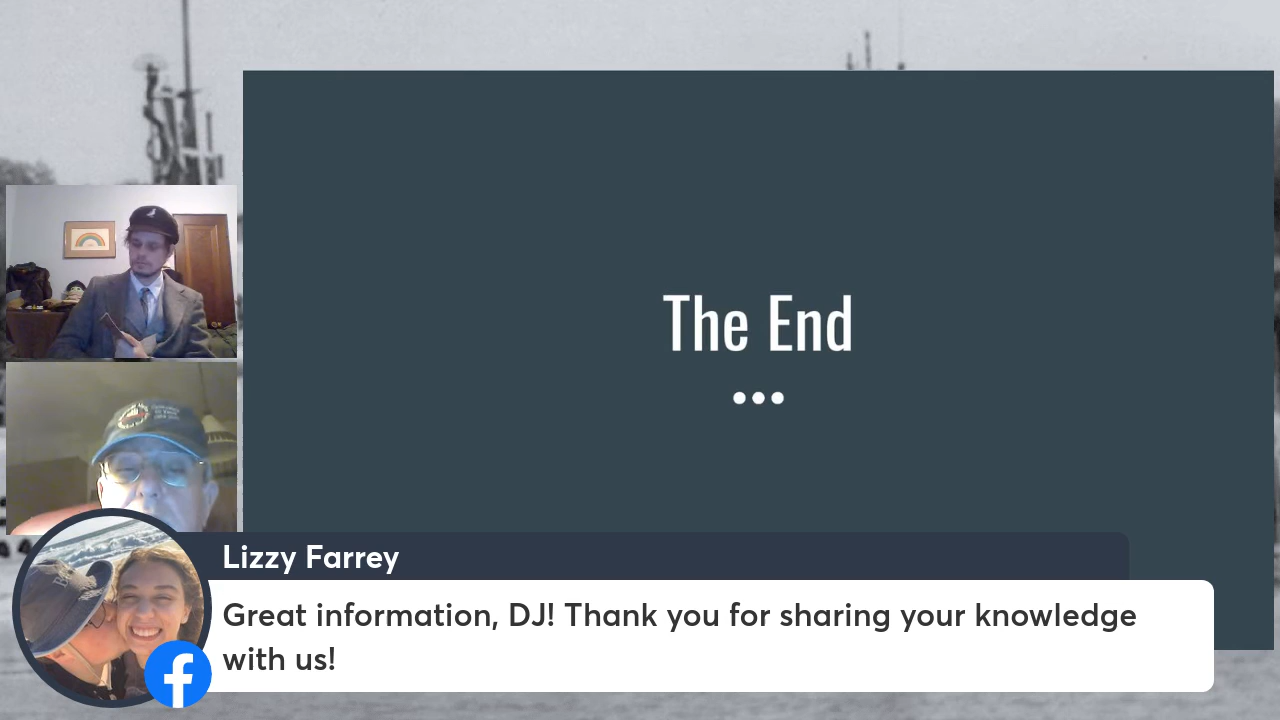 The End
Lizzy Farrey
Great information, DJ! Thank you for sharing your knowledge
with us!